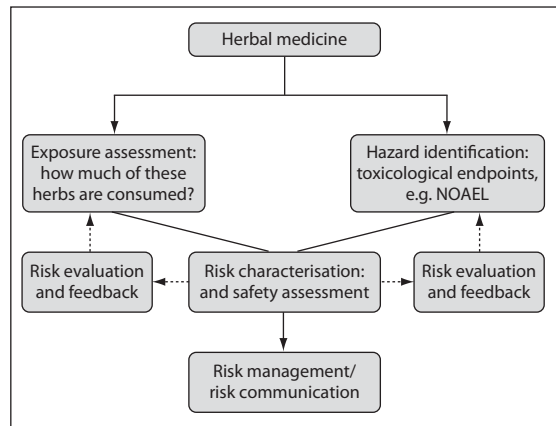 Herbal medicine
Exposure assessment:
how much of these
herbs are consumed?
Hazard identification:
toxicological endpoints,
e.g. NOAEL
Risk evaluation
and feedback
Risk characterisation:
and safety assessment
Risk evaluation
and feedback
Risk management/
risk communication